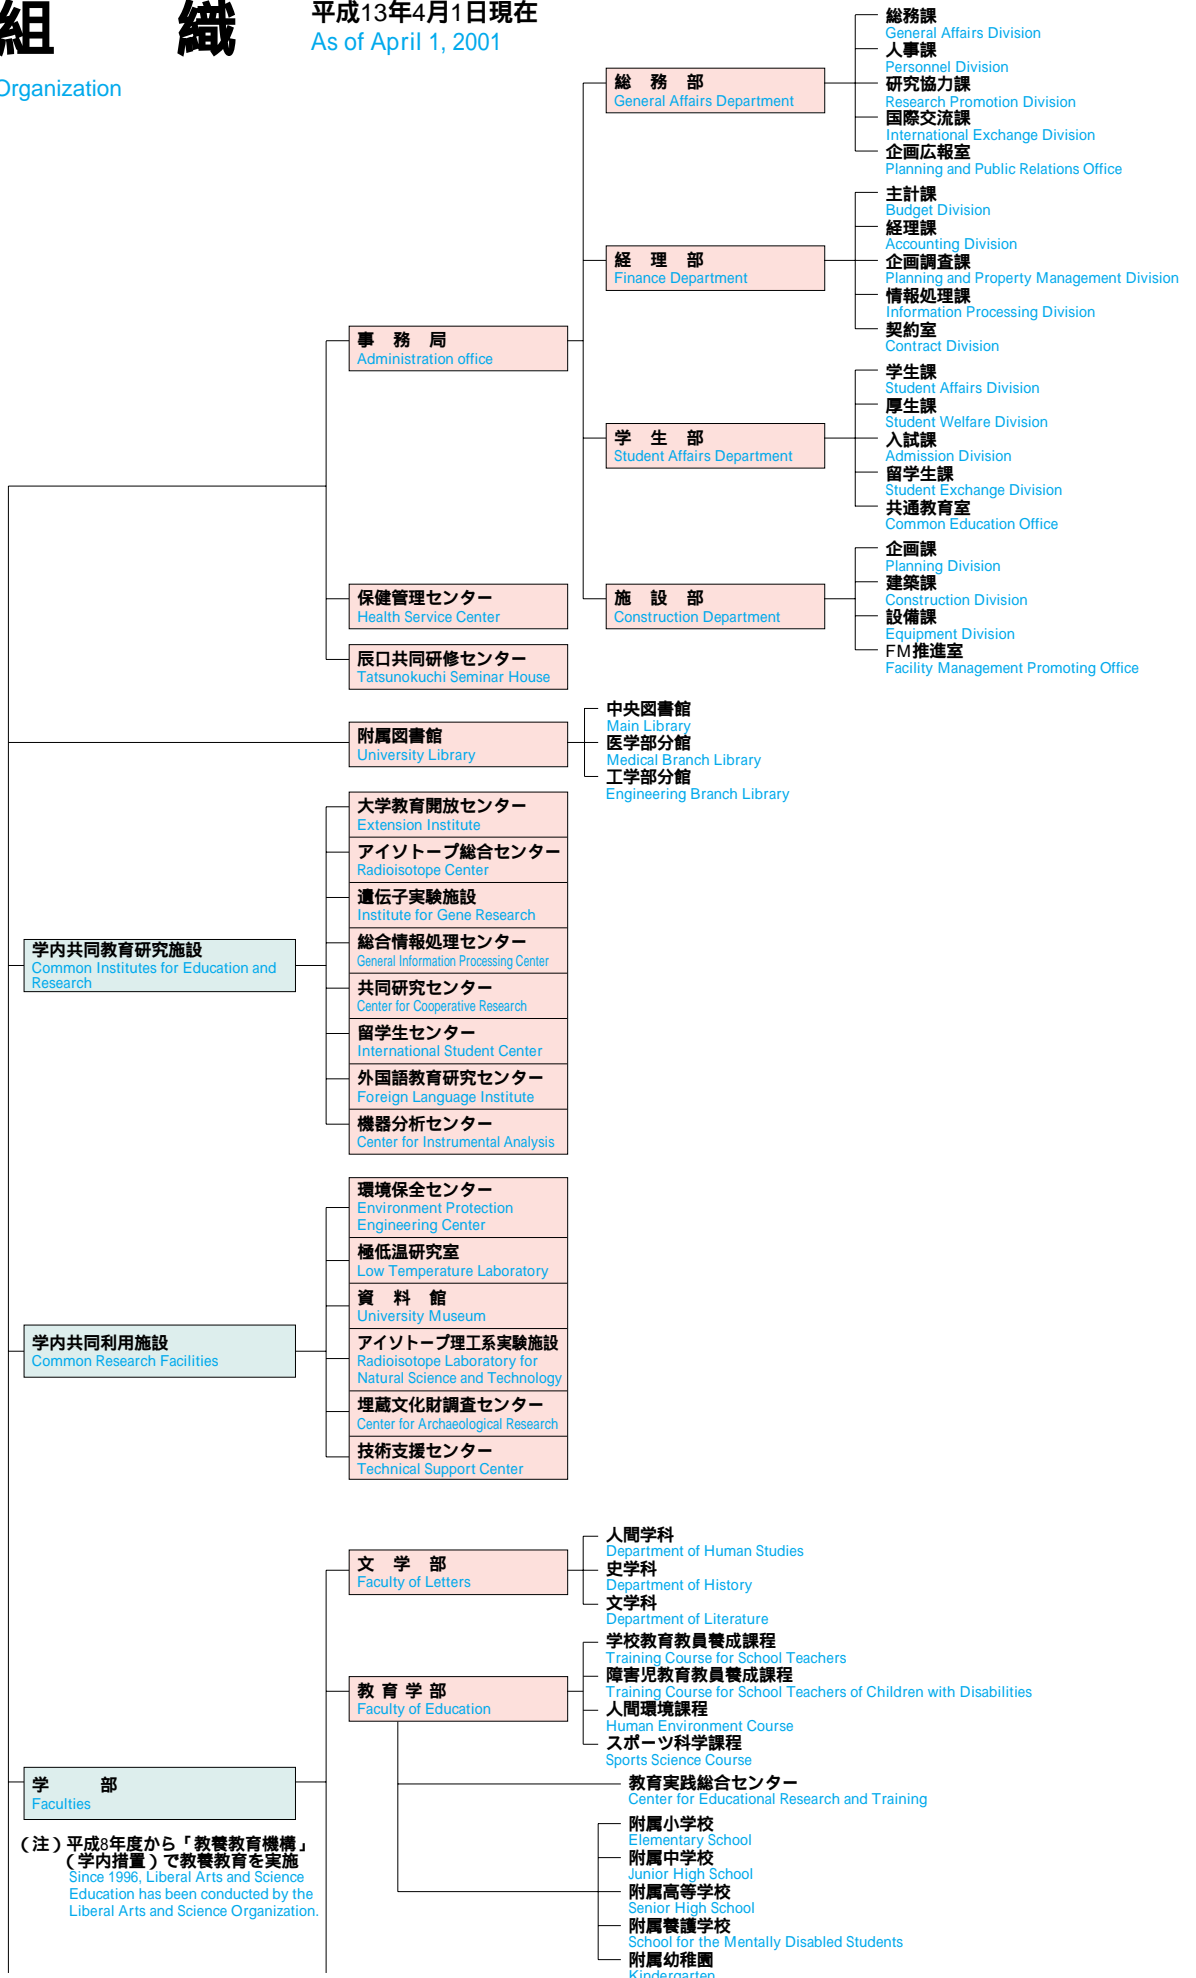 組 織
平成13年4月1日現在
As of April 1, 2001
Organization
総務部
General Affairs Department
総務課
General Affairs Division
人事課
Personnel Division
研究協力課
Research Promotion Division
国際交流課
International Exchange Division
企画広報室
Planning and Public Relations Office
経理部
Finance Department
主計課
Budget Division
経理課
Accounting Division
企画調査課
Planning and Property Management Division
情報処理課
Information Processing Division
契約室
Contract Division
事務局
Administration office
学生部
Student Affairs Department
学生課
Student Affairs Division
厚生課
Student Welfare Division
入試課
Admission Division
留学生課
Student Exchange Division
共通教育室
Common Education Office
施設部
Construction Department
企画課
Planning Division
建築課
Construction Division
設備課
Equipment Division
FM推進室
Facility Management Promoting Office
保健管理センター
Health Service Center
辰口共同研修センター
Tatsunokuchi Seminar House
附属図書館
University Library
中央図書館
Main Library
医学部分館
Medical Branch Library
工学部分館
Engineering Branch Library
学内共同教育研究施設
Common Institutes for Education and
Research
大学教育開放センター
Extension Institute
アイソトープ総合センター
Radioisotope Center
遺伝子実験施設
Institute for Gene Research
総合情報処理センター
General Information Processing Center
共同研究センター
Center for Cooperative Research
留学生センター
International Student Center
外国語教育研究センター
Foreign Language Institute
機器分析センター
Center for Instrumental Analysis
学内共同利用施設
Common Research Facilities
環境保全センター
Environment Protection
Engineering Center
極低温研究室
Low Temperature Laboratory
資料館
University Museum
アイソトープ理工系実験施設
Radioisotope Laboratory for
Natural Science and Technology
埋蔵文化財調査センター
Center for Archaeological Research
技術支援センター
Technical Support Center
学部
Faculties
(注)平成8年度から「教養教育機構」
(学内措置)で教養教育を実施
Since 1996, Liberal Arts and Science
Education has been conducted by the
Liberal Arts and Science Organization.
文学部
Faculty of Letters
人間学科
Department of Human Studies
史学科
Department of History
文学科
Department of Literature
教育学部
Faculty of Education
学校教育教員養成課程
Training Course for School Teachers
障害児教育教員養成課程
Training Course for School Teachers of Children with Disabilities
人間環境課程
Human Environment Course
スポーツ科学課程
Sports Science Course
教育実践総合センター
Center for Educational Research and Training
附属小学校
Elementary School
附属中学校
Junior High School
附属高等学校
Senior High School
附属養護学校
School for the Mentally Disabled Students
附属幼稚園
Kindergarten